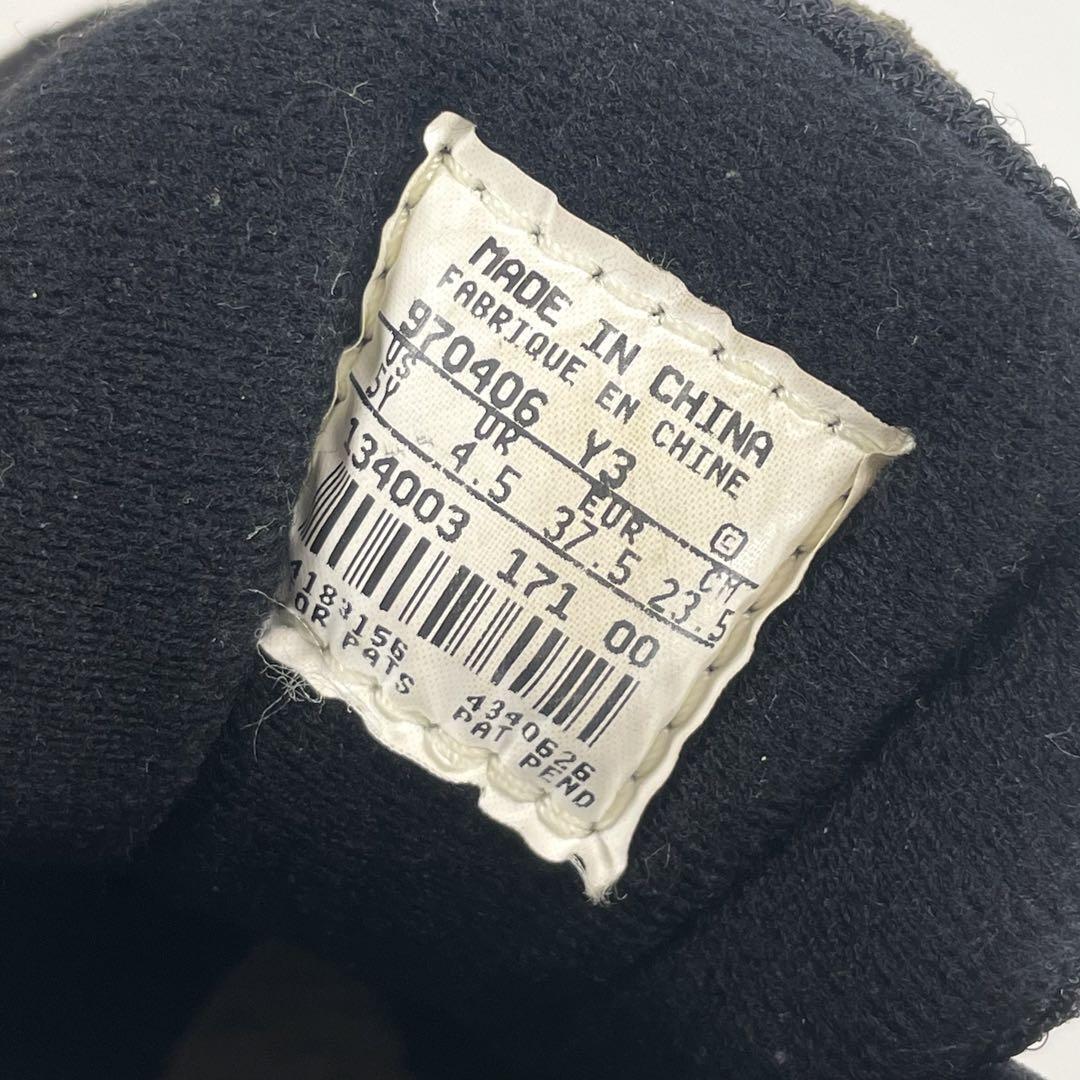 MADE IN CHINA
FABRIQUE EN CHINE
970406 Y3
US UK EUR CM
5Y 4.5 37.5 23.5
134003 171 00
4183156 4340626
OR PATS PAT PEND